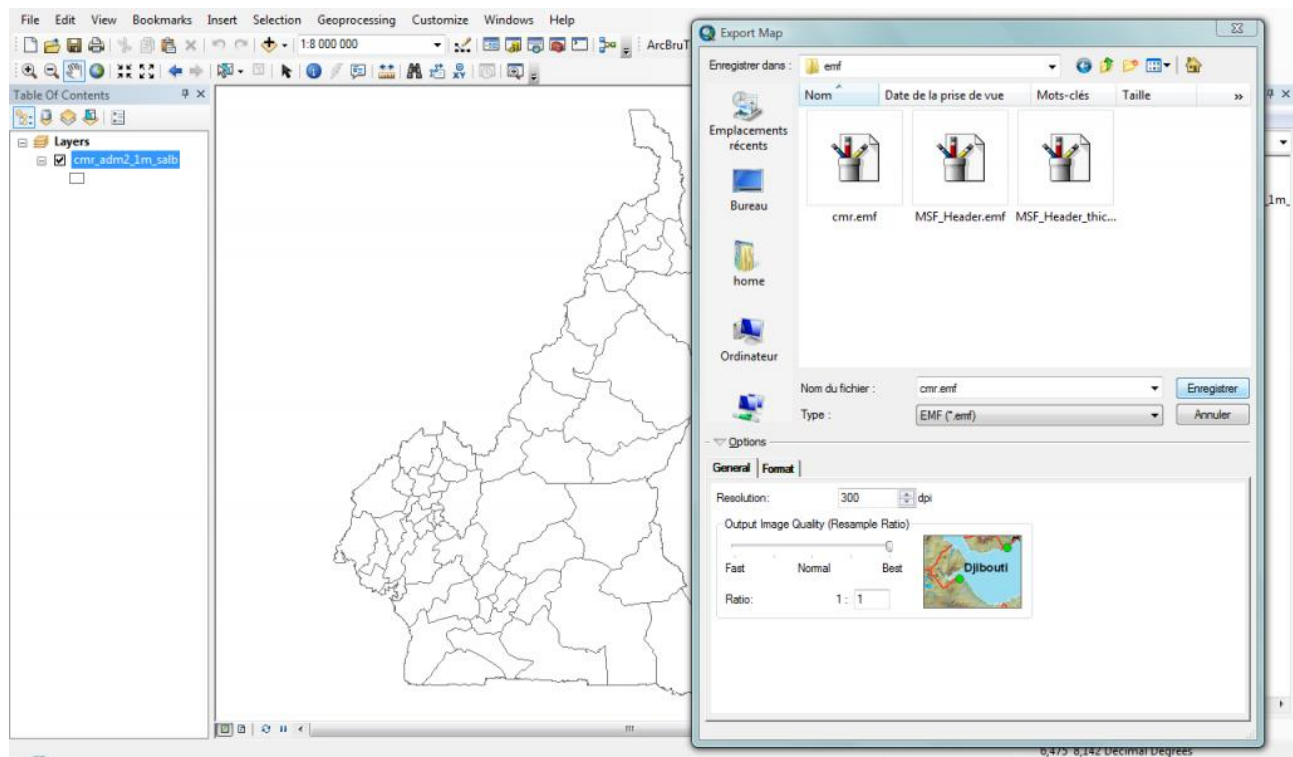 File Edit View Bookmarks Insert Selection Geoprocessing Customize Windows Help
1:8 000 000
ArcBruT
Table Of Contents
Layers
cmr_adm2_1m_salb
Export Map
Enregistrer dans : emf
Nom Date de la prise de vue Mots-clés Taille »
Emplacements récents
Bureau
home
Ordinateur
cmr.emf MSF_Header.emf MSF_Header_thic...
Nom du fichier : cmr.emf Enregistrer
Type : EMF (*.emf) Annuler
Options
General Format
Resolution: 300 dpi
Output Image Quality (Resample Ratio)
Fast Normal Best
Ratio: 1 : 1
Djibouti
_1m_
6,475 8,142 Decimal Degrees